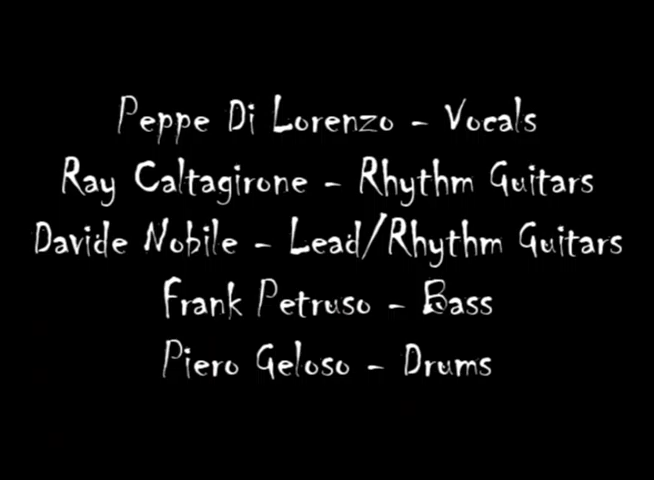 Peppe Di Lorenzo - Vocals
Ray Caltagirone - Rhythm Guitars
Davide Nobile - Lead/Rhythm Guitars
Frank Petruso - Bass
Piero Geloso - Drums